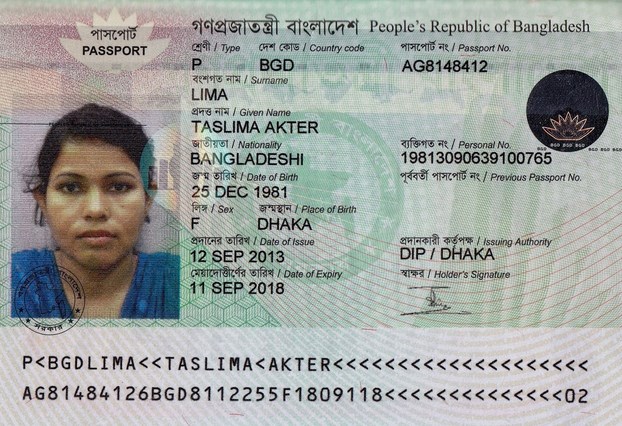 পাসপোর্ট
PASSPORT
গণপ্রজাতন্ত্রী বাংলাদেশ People's Republic of Bangladesh
শ্রেণী / Type দেশ কোড / Country code পাসপোর্ট নং / Passport No.
P BGD AG8148412
বংশগত নাম / Surname
LIMA
প্রদত্ত নাম / Given Name
TASLIMA AKTER
জাতীয়তা / Nationality ব্যক্তিগত নং / Personal No.
BANGLADESHI 19813090639100765
জন্ম তারিখ / Date of Birth পূর্ববর্তী পাসপোর্ট নং / Previous Passport No.
25 DEC 1981
লিঙ্গ / Sex জন্মস্থান / Place of Birth
F DHAKA
প্রদানের তারিখ / Date of Issue প্রদানকারী কর্তৃপক্ষ / Issuing Authority
12 SEP 2013 DIP / DHAKA
মেয়াদোত্তীর্ণের তারিখ / Date of Expiry স্বাক্ষর / Holder's Signature
11 SEP 2018
P<BGDLIMA<<TASLIMA<AKTER<<<<<<<<<<<<<<<<<<<<
AG81484126BGD8112255F1809118<<<<<<<<<<<<<<02